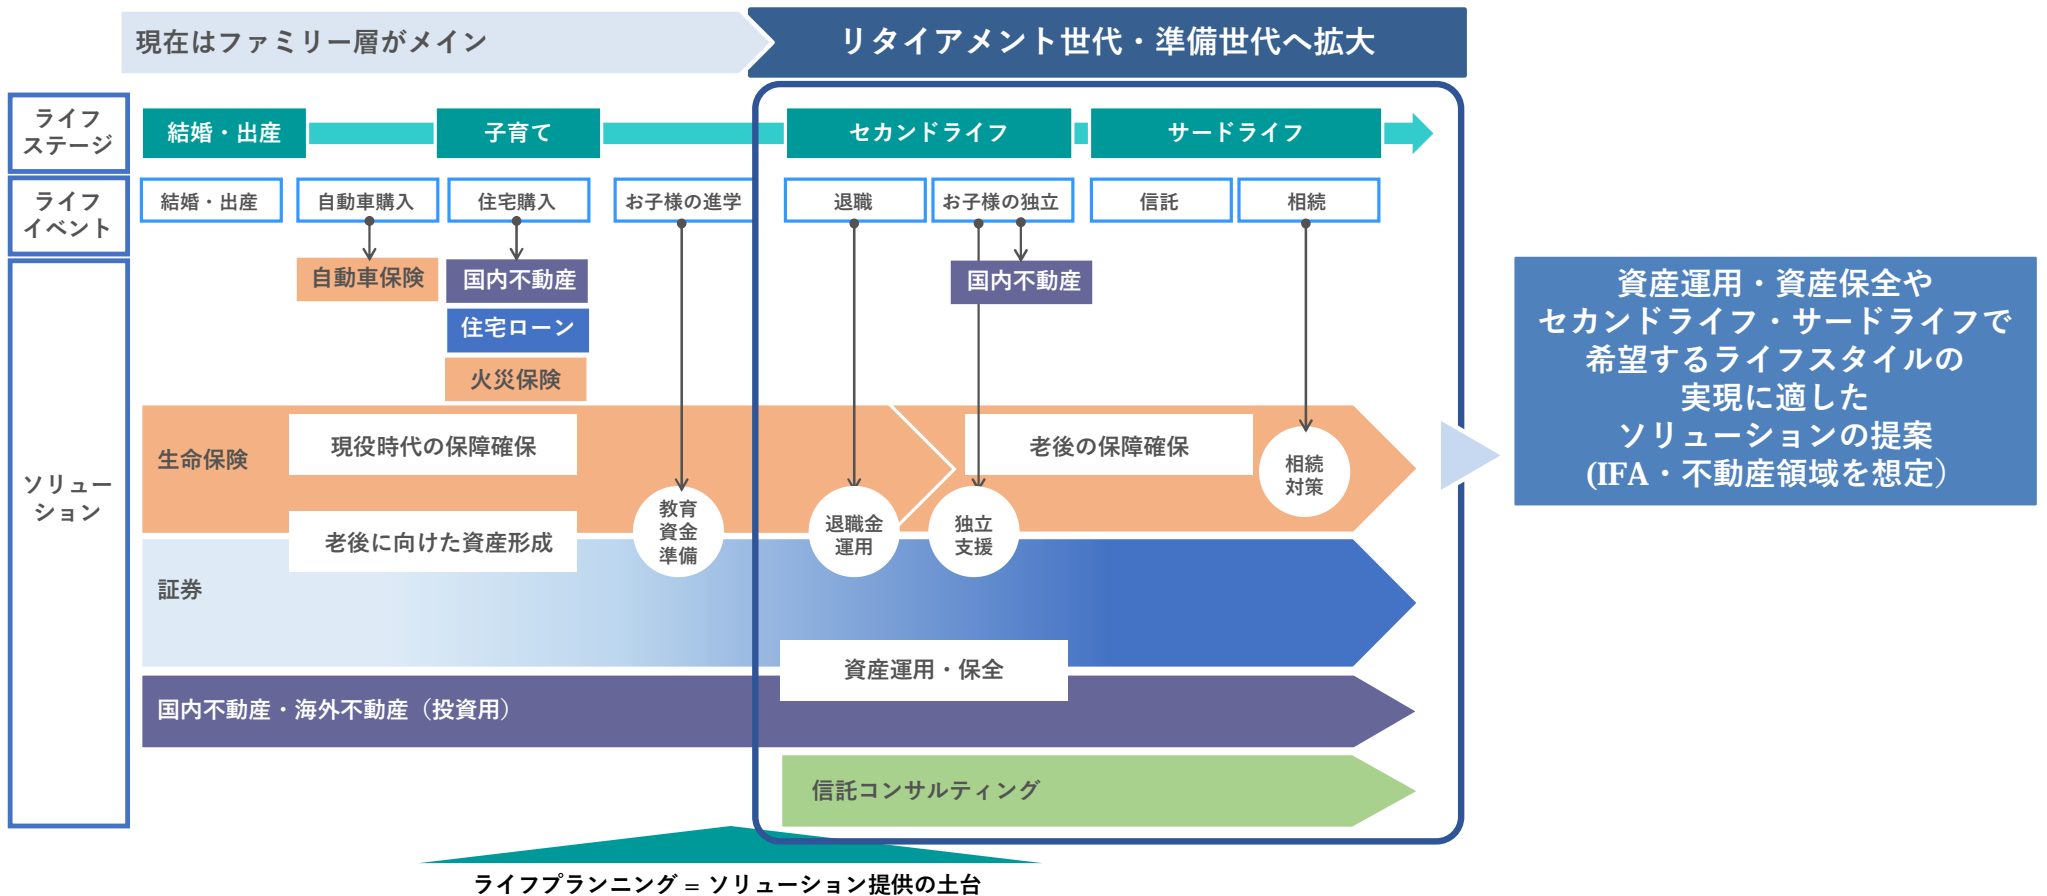 現在はファミリー層がメイン
リタイアメント世代・準備世代へ拡大
ライフ
ステージ
結婚・出産
子育て
セカンドライフ
サードライフ
ライフ
イベント
結婚・出産
自動車購入
住宅購入
お子様の進学
退職
お子様の独立
信託
相続
ソリュー
ション
自動車保険
国内不動産
住宅ローン
火災保険
国内不動産
生命保険
現役時代の保障確保
老後の保障確保
相続
対策
老後に向けた資産形成
教育
資金
準備
退職金
運用
独立
支援
証券
資産運用・保全
国内不動産・海外不動産（投資用）
信託コンサルティング
ライフプランニング = ソリューション提供の土台
資産運用・資産保全や
セカンドライフ・サードライフで
希望するライフスタイルの
実現に適した
ソリューションの提案
(IFA・不動産領域を想定）